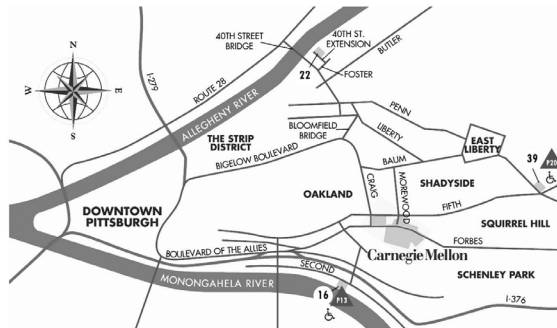 N
W
E
S
40TH STREET
BRIDGE
40TH ST.
EXTENSION
BUTLER
22
FOSTER
I-279
ROUTE 28
ALLEGHENY RIVER
PENN
THE STRIP
DISTRICT
BLOOMFIELD
BRIDGE
LIBERTY
EAST
LIBERTY
BIGELOW BOULEVARD
BAUM
39
P20
OAKLAND
CRAIG
MOREWOOD
SHADYSIDE
FIFTH
DOWNTOWN
PITTSBURGH
SQUIRREL HILL
BOULEVARD OF THE ALLIES
FORBES
Carnegie Mellon
SECOND
SCHENLEY PARK
MONONGAHELA RIVER
16
P13
I-376